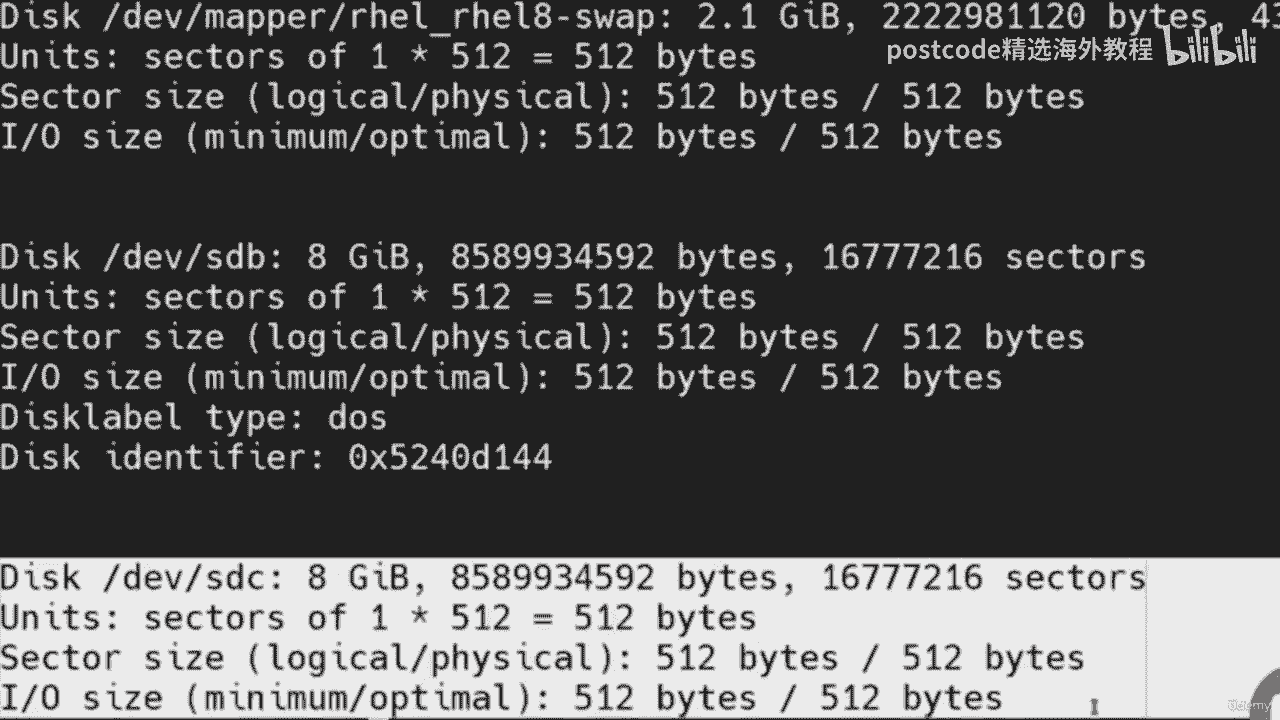 Disk /dev/mapper/rhel_rhel8-swap: 2.1 GiB, 2222981120 bytes, 43
Units: sectors of 1 * 512 = 512 bytes
postcode精选海外教程 bilibili
Sector size (logical/physical): 512 bytes / 512 bytes
I/O size (minimum/optimal): 512 bytes / 512 bytes
Disk /dev/sdb: 8 GiB, 8589934592 bytes, 16777216 sectors
Units: sectors of 1 * 512 = 512 bytes
Sector size (logical/physical): 512 bytes / 512 bytes
I/O size (minimum/optimal): 512 bytes / 512 bytes
Disklabel type: dos
Disk identifier: 0x5240d144
Disk /dev/sdc: 8 GiB, 8589934592 bytes, 16777216 sectors
Units: sectors of 1 * 512 = 512 bytes
Sector size (logical/physical): 512 bytes / 512 bytes
I/O size (minimum/optimal): 512 bytes / 512 bytes
Udemy